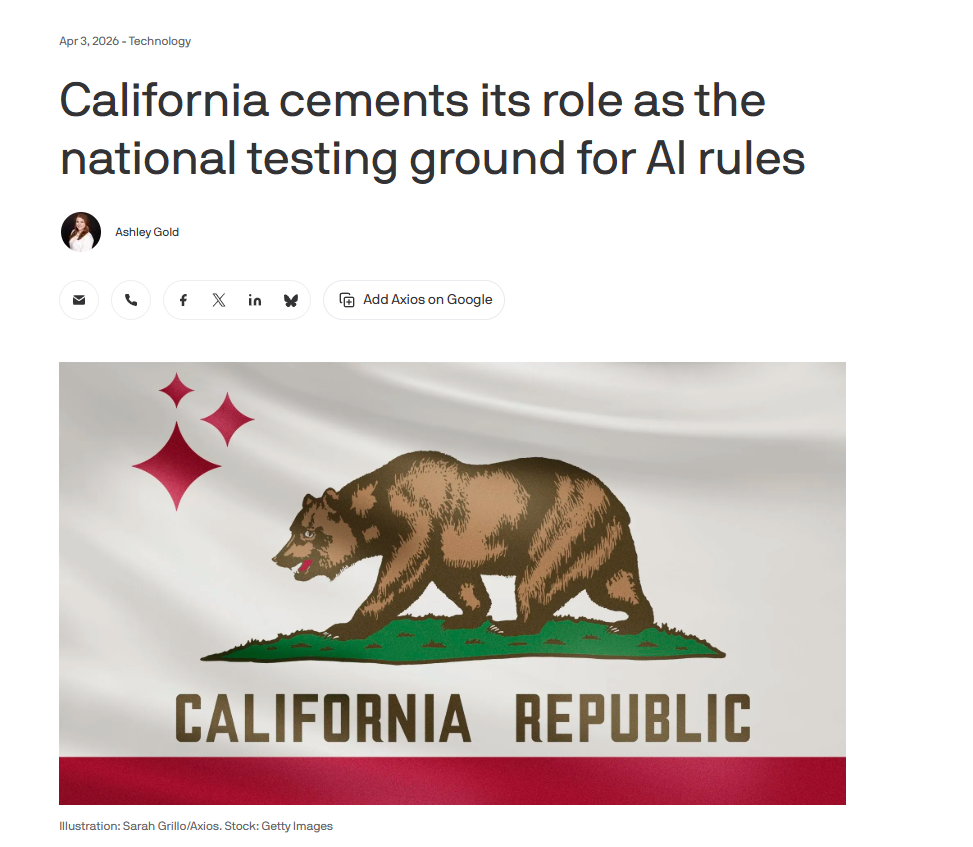 Apr 3, 2026 - Technology
California cements its role as the
national testing ground for AI rules
Ashley Gold
Add Axios on Google
CALIFORNIA REPUBLIC
Illustration: Sarah Grillo/Axios. Stock: Getty Images